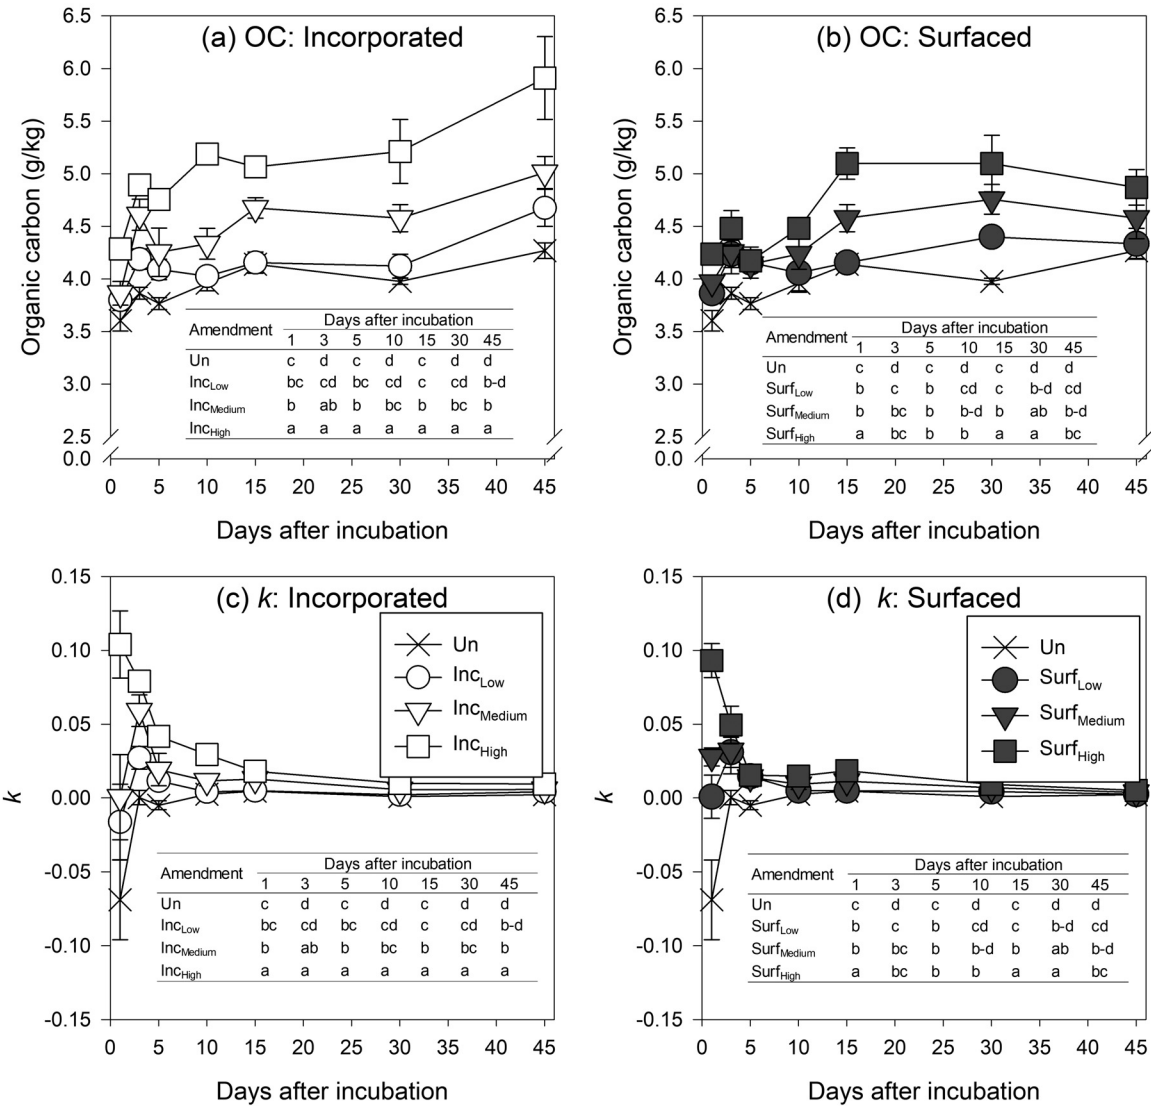 (a) OC: Incorporated
Organic carbon (g/kg)
6.5
6.0
5.5
5.0
4.5
4.0
3.5
3.0
2.5
0.0
Amendment Days after incubation
1 3 5 10 15 30 45
Un c d c d c d d
IncLow bc cd bc cd c cd b-d
IncMedium b ab b bc b bc b
IncHigh a a a a a a a
0 5 10 15 20 25 30 35 40 45
Days after incubation
(b) OC: Surfaced
Organic carbon (g/kg)
6.5
6.0
5.5
5.0
4.5
4.0
3.5
3.0
2.5
0.0
Amendment Days after incubation
1 3 5 10 15 30 45
Un c d c d c d d
SurfLow b c b cd c b-d cd
SurfMedium b bc b b-d b ab b-d
SurfHigh a bc b b a a bc
0 5 10 15 20 25 30 35 40 45
Days after incubation
(c) k: Incorporated
k
0.15
0.10
0.05
0.00
-0.05
-0.10
-0.15
Un
IncLow
IncMedium
IncHigh
Amendment Days after incubation
1 3 5 10 15 30 45
Un c d c d c d d
IncLow bc cd bc cd c cd b-d
IncMedium b ab b bc b bc b
IncHigh a a a a a a a
0 5 10 15 20 25 30 35 40 45
Days after incubation
(d) k: Surfaced
k
0.15
0.10
0.05
0.00
-0.05
-0.10
-0.15
Un
SurfLow
SurfMedium
SurfHigh
Amendment Days after incubation
1 3 5 10 15 30 45
Un c d c d c d d
SurfLow b c b cd c b-d cd
SurfMedium b bc b b-d b ab b-d
SurfHigh a bc b b a a bc
0 5 10 15 20 25 30 35 40 45
Days after incubation